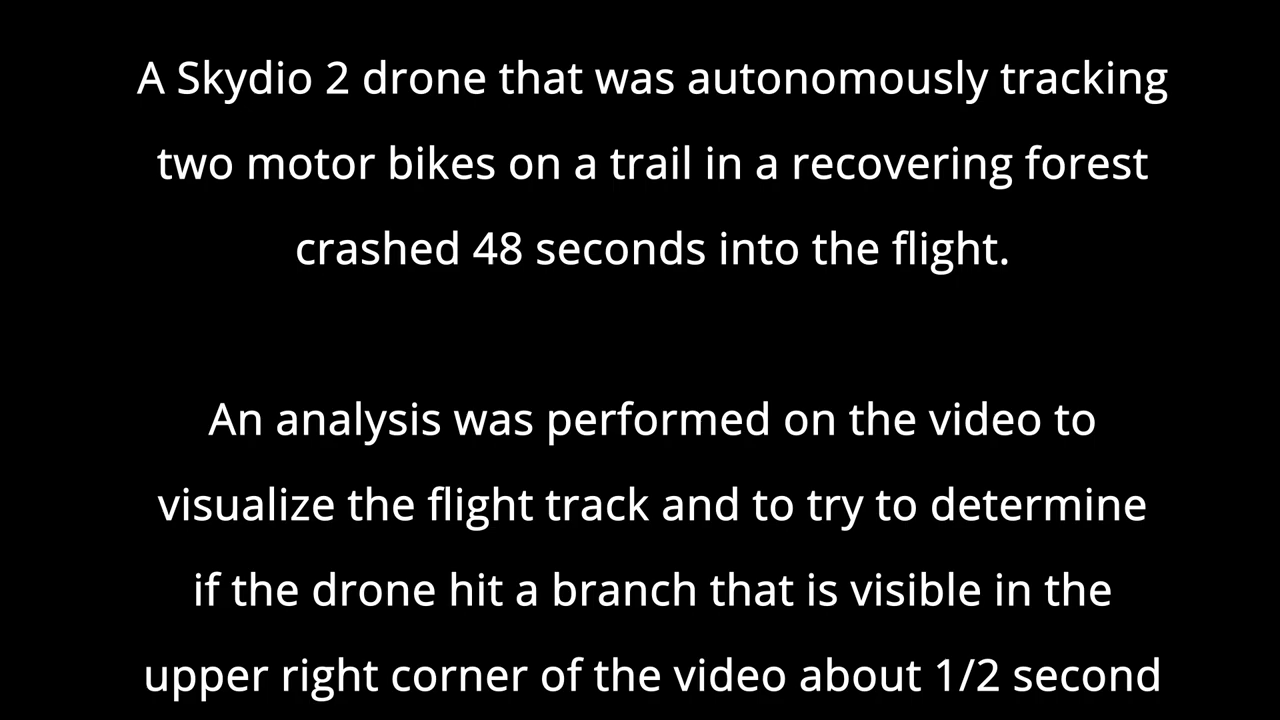 A Skydio 2 drone that was autonomously tracking
two motor bikes on a trail in a recovering forest
crashed 48 seconds into the flight.
An analysis was performed on the video to
visualize the flight track and to try to determine
if the drone hit a branch that is visible in the
upper right corner of the video about 1/2 second